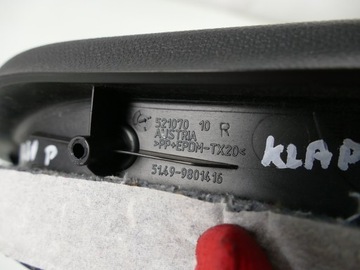 521070 10 R
AUSTRIA
>PP+EPDM-TX20<
5149-9801416
KLAP
P